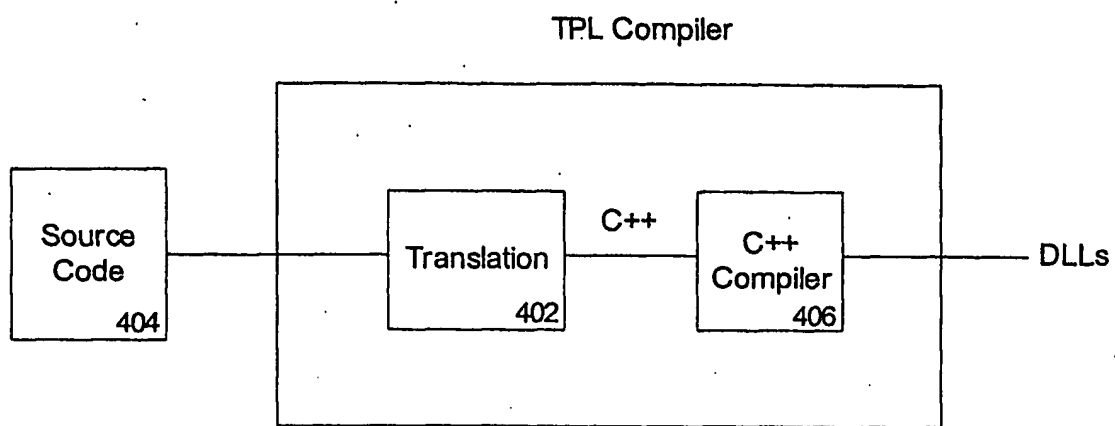 TPL Compiler
Source
Code
404
Translation
402
C++
C++
Compiler
406
DLLs